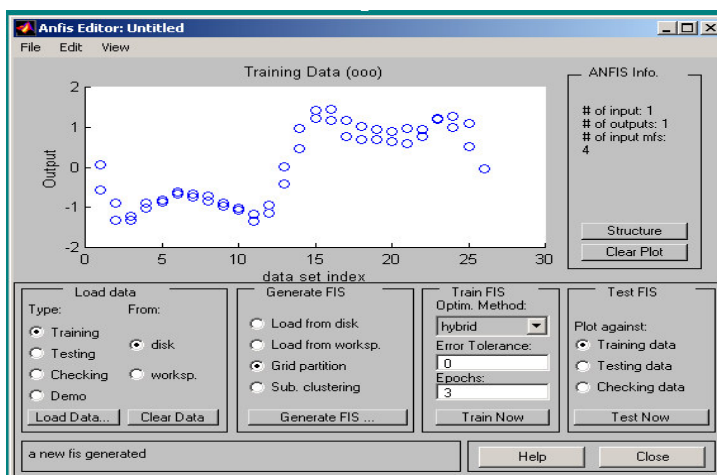 Anfis Editor: Untitled
File Edit View
Training Data (ooo)
2
1
0
-1
-2
Output
0 5 10 15 20 25 30
data set index
ANFIS Info.
# of input: 1
# of outputs: 1
# of input mfs:
4
Structure
Clear Plot
Load data
Type: From:
Training
Testing
Checking
Demo
disk
worksp.
Load Data... Clear Data
Generate FIS
Load from disk
Load from worksp.
Grid partition
Sub. clustering
Generate FIS ...
Train FIS
Optim. Method:
hybrid
Error Tolerance:
0
Epochs:
3
Train Now
Test FIS
Plot against:
Training data
Testing data
Checking data
Test Now
a new fis generated
Help Close